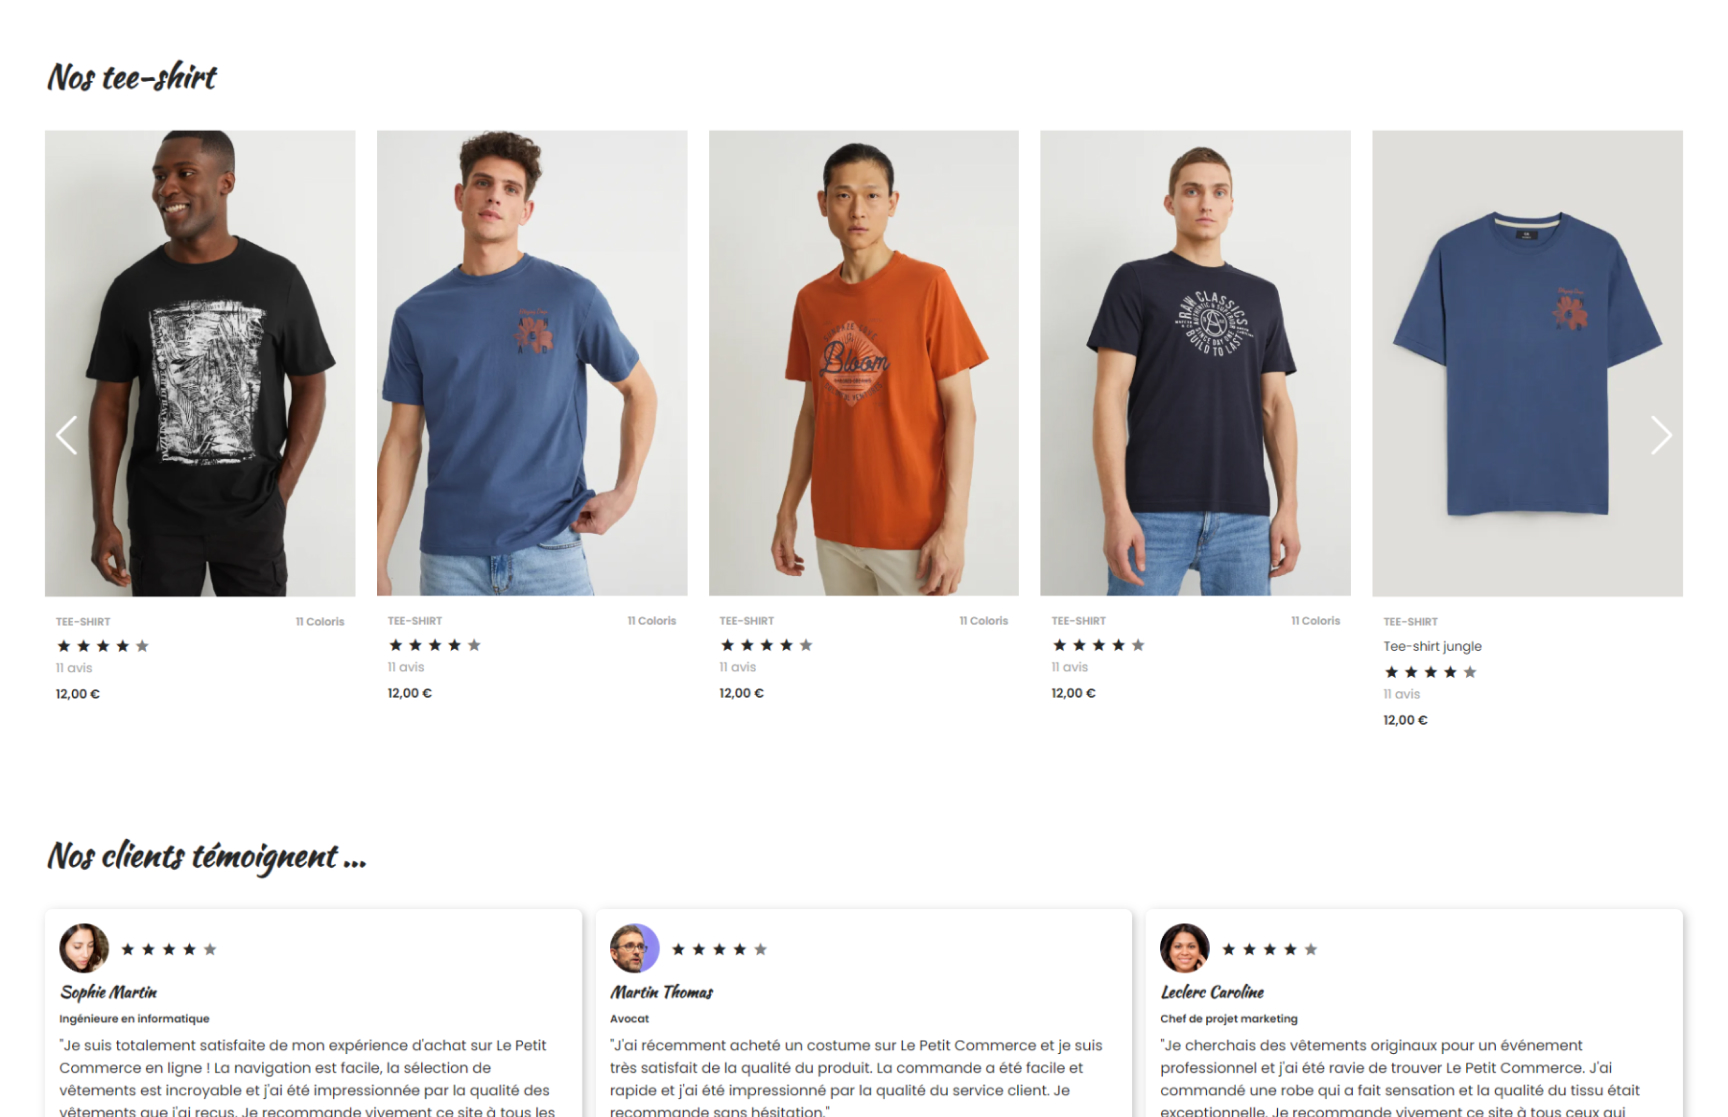 Nos tee-shirt
Bloom
RAW CLASSICS
SINCE DAY ONE
BUILD TO LAST
TEE-SHIRT
11 Coloris
11 avis
12,00 €
TEE-SHIRT
11 Coloris
11 avis
12,00 €
TEE-SHIRT
11 Coloris
11 avis
12,00 €
TEE-SHIRT
11 Coloris
11 avis
12,00 €
TEE-SHIRT
Tee-shirt jungle
11 avis
12,00 €
Nos clients témoignent ...
Sophie Martin
Ingénieure en informatique
"Je suis totalement satisfaite de mon expérience d'achat sur Le Petit
Commerce en ligne ! La navigation est facile, la sélection de
vêtements est incroyable et j'ai été impressionnée par la qualité des
vêtements que j'ai reçus. Je recommande vivement ce site à tous les
Martin Thomas
Avocat
"J'ai récemment acheté un costume sur Le Petit Commerce et je suis
très satisfait de la qualité du produit. La commande a été facile et
rapide et j'ai été impressionné par la qualité du service client. Je
recommande sans hésitation."
Leclerc Caroline
Chef de projet marketing
"Je cherchais des vêtements originaux pour un événement
professionnel et j'ai été ravie de trouver Le Petit Commerce. J'ai
commandé une robe qui a fait sensation et la qualité du tissu était
exceptionnelle. Je recommande vivement ce site à tous ceux qui